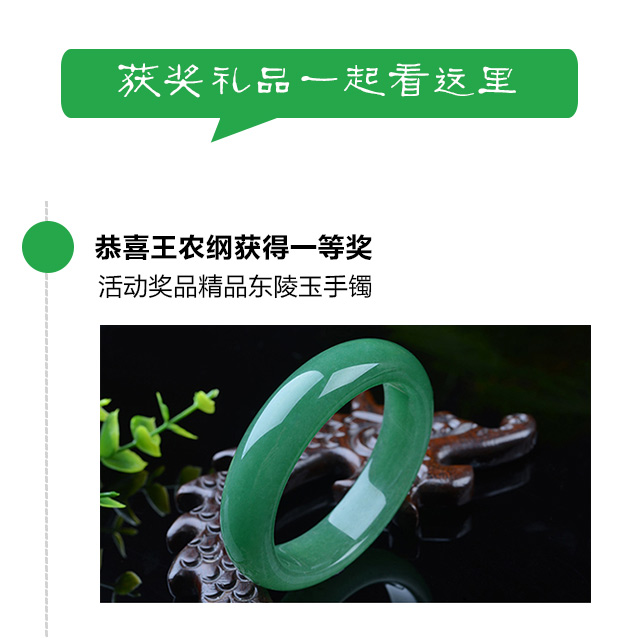 获奖礼品一起看这里
恭喜王农纲获得一等奖
活动奖品精品东陵玉手镯